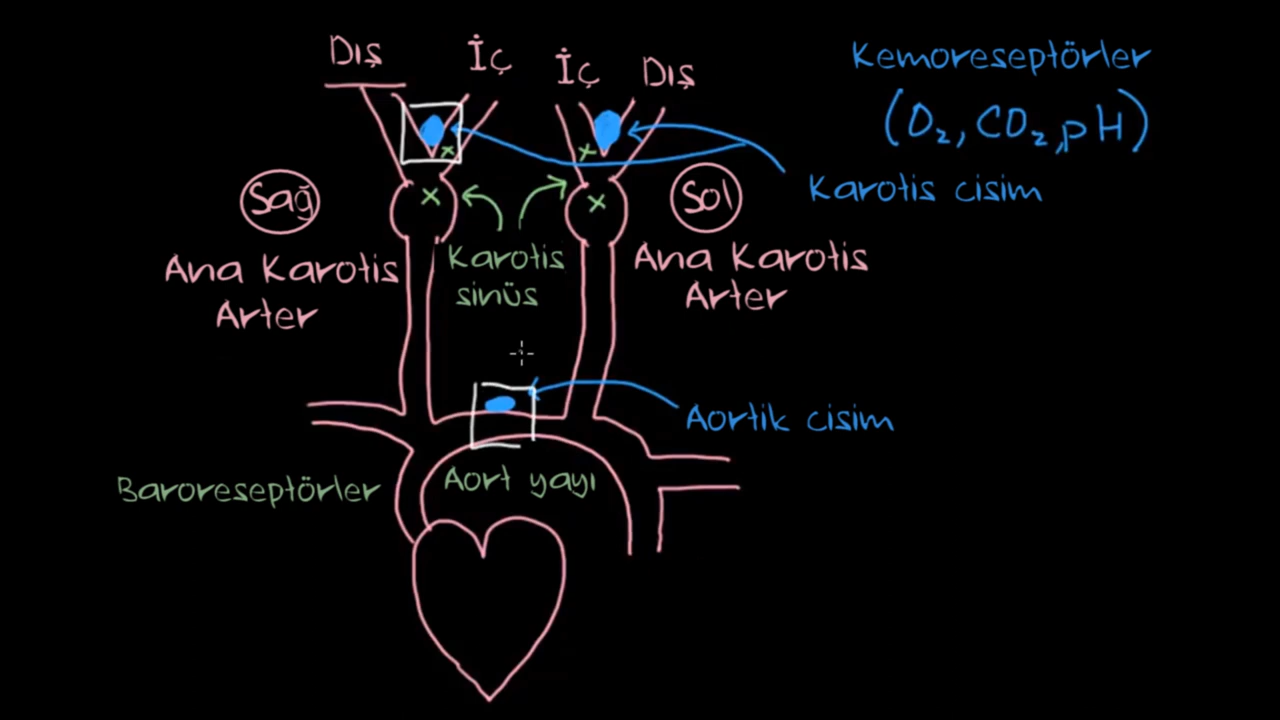 Dış
İç
İç
Dış
Kemoreseptörler
(O₂, CO₂, pH)
Karotis cisim
Sağ
Sol
Ana Karotis
Arter
Karotis
sinüs
Ana Karotis
Arter
Aortik cisim
Baroreseptörler
Aort yayı